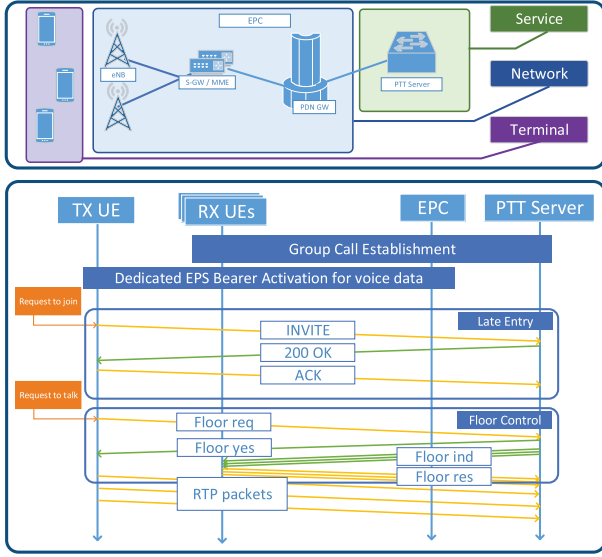 EPC
Service
eNB
S-GW / MME
PTT Server
Network
PDN GW
Terminal
TX UE
RX UEs
EPC
PTT Server
Group Call Establishment
Dedicated EPS Bearer Activation for voice data
Request to join
Late Entry
INVITE
200 OK
ACK
Request to talk
Floor Control
Floor req
Floor yes
Floor ind
Floor res
RTP packets